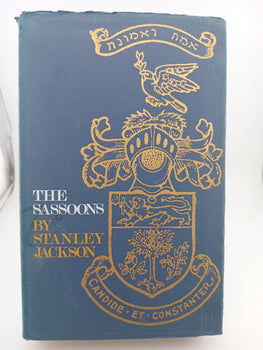 אמת ואמונה
THE
SASSOONS
BY
STANLEY
JACKSON
CANDIDE · ET · CONSTANTER